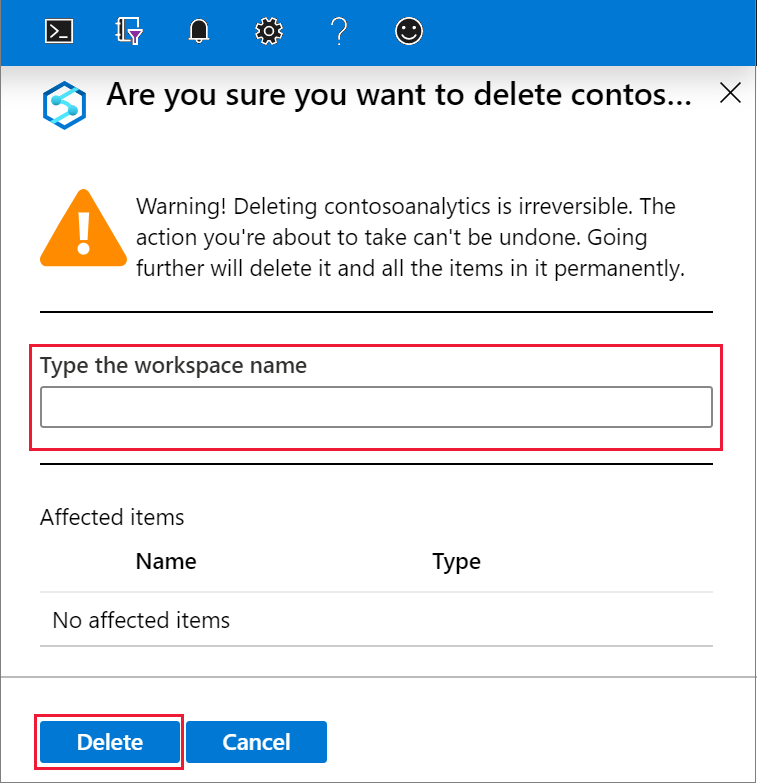 Are you sure you want to delete contos...
Warning! Deleting contosoanalytics is irreversible. The
action you're about to take can't be undone. Going
further will delete it and all the items in it permanently.
Type the workspace name
Affected items
Name Type
No affected items
Delete Cancel